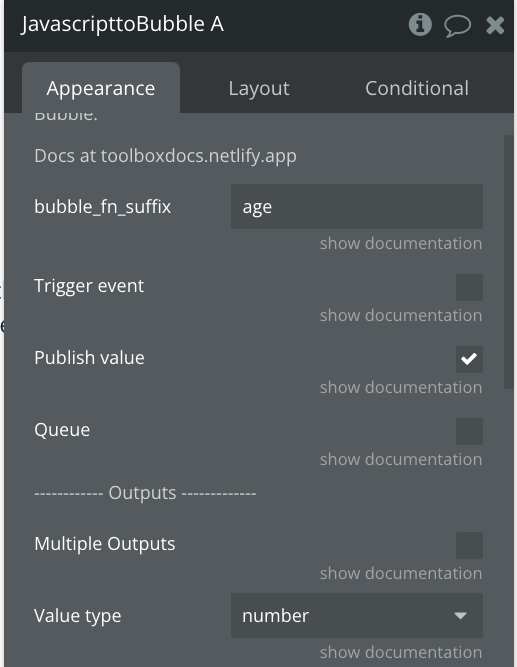 JavascripttoBubble A
Appearance
Layout
Conditional
Bubble.
Docs at toolboxdocs.netlify.app
bubble_fn_suffix
age
show documentation
Trigger event
show documentation
Publish value
show documentation
Queue
show documentation
------------ Outputs -------------
Multiple Outputs
show documentation
Value type
number
show documentation